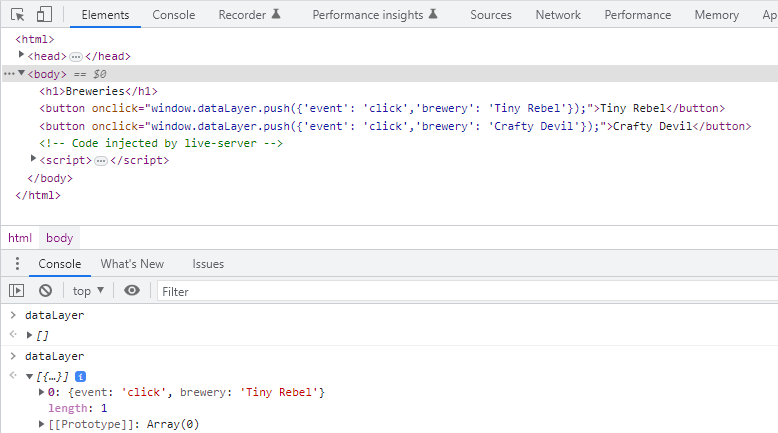 Elements Console Recorder Performance insights Sources Network Performance Memory Ap
<html>
<head>…</head>
…<body> == $0
<h1>Breweries</h1>
<button onclick="window.dataLayer.push({'event': 'click','brewery': 'Tiny Rebel'});">Tiny Rebel</button>
<button onclick="window.dataLayer.push({'event': 'click','brewery': 'Crafty Devil'});">Crafty Devil</button>
<!-- Code injected by live-server -->
<script>…</script>
</body>
</html>
html body
Console What's New Issues
top Filter
dataLayer
[]
dataLayer
[{…}] i
0: {event: 'click', brewery: 'Tiny Rebel'}
length: 1
[[Prototype]]: Array(0)